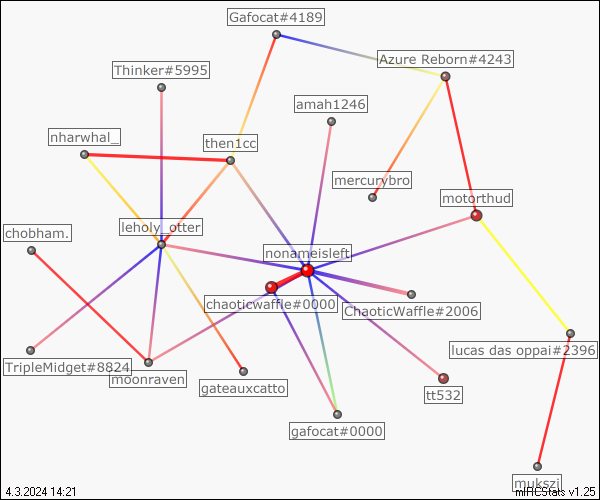 Gafocat#4189
Azure Reborn#4243
Thinker#5995
amah1246
nharwhal_
then1cc
mercurybro
motorthud
chobham.
leholy_otter
nonameisleft
chaoticwaffle#0000
ChaoticWaffle#2006
lucas das oppai#2396
TripleMidget#8824
moonraven
gateauxcatto
tt532
gafocat#0000
mukszi
4.3.2024 14:21
mIRCStats v1.25